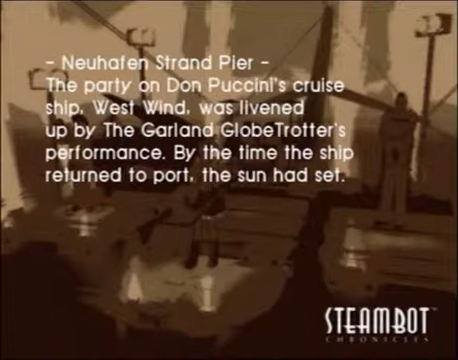 - Neuhafen Strand Pier -
The party on Don Puccini's cruise
ship, West Wind, was livened
up by The Garland GlobeTrotter's
performance. By the time the ship
returned to port, the sun had set.
STEAMBOT™
CHRONICLES